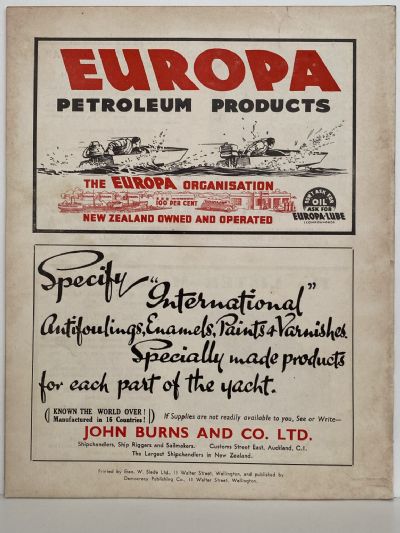 EUROPA
PETROLEUM PRODUCTS
THE EUROPA ORGANISATION
100 PER CENT
NEW ZEALAND OWNED AND OPERATED
DON'T ASK FOR
OIL
ASK FOR
EUROPA-LUBE
Specify "International"
Antifoulings, Enamels, Paints & Varnishes.
Specially made products
for each part of the yacht.
KNOWN THE WORLD OVER!
Manufactured in 16 Countries!
If Supplies are not readily available to you, See or Write—
JOHN BURNS AND CO. LTD.
Shipchandlers, Ship Riggers and Sailmakers. Customs Street East, Auckland, C.1.
The Largest Shipchandlers in New Zealand.
Printed by Geo. W. Slade Ltd., 11 Walter Street, Wellington, and published by
Democracy Publishing Co., 11 Walter Street, Wellington.